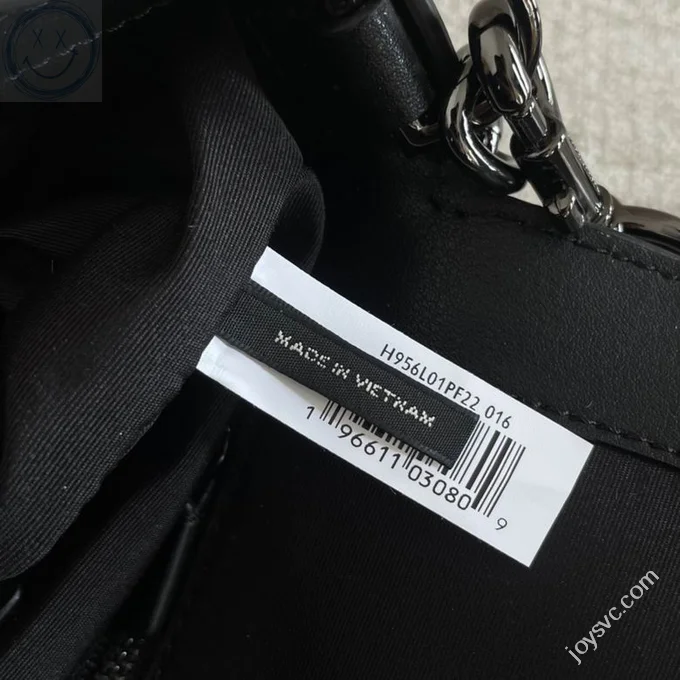 H956L01PF22 016
MADE IN VIETNAM
1 96611 03080 9
joysvc.com